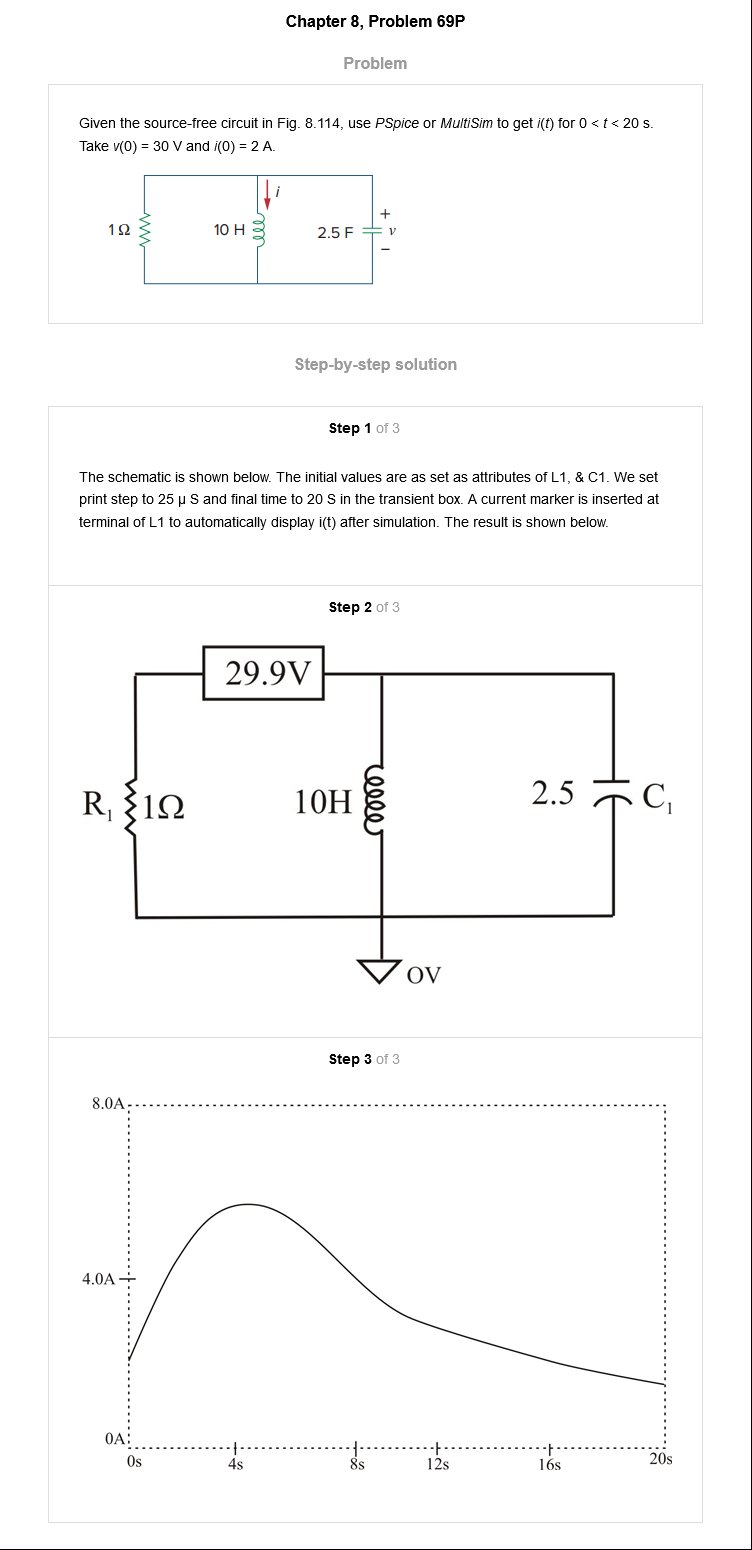 Chapter 8, Problem 69P
Problem
Given the source-free circuit in Fig. 8.114, use PSpice or MultiSim to get i(t) for 0 < t < 20 s.
Take v(0) = 30 V and i(0) = 2 A.
i
+
1 Ω 10 H 2.5 F v
−
Step-by-step solution
Step 1 of 3
The schematic is shown below. The initial values are as set as attributes of L1, & C1. We set
print step to 25 μ S and final time to 20 S in the transient box. A current marker is inserted at
terminal of L1 to automatically display i(t) after simulation. The result is shown below.
Step 2 of 3
29.9V
R₁ 1Ω 10H 2.5 C₁
OV
Step 3 of 3
8.0A
4.0A
0A
0s 4s 8s 12s 16s 20s